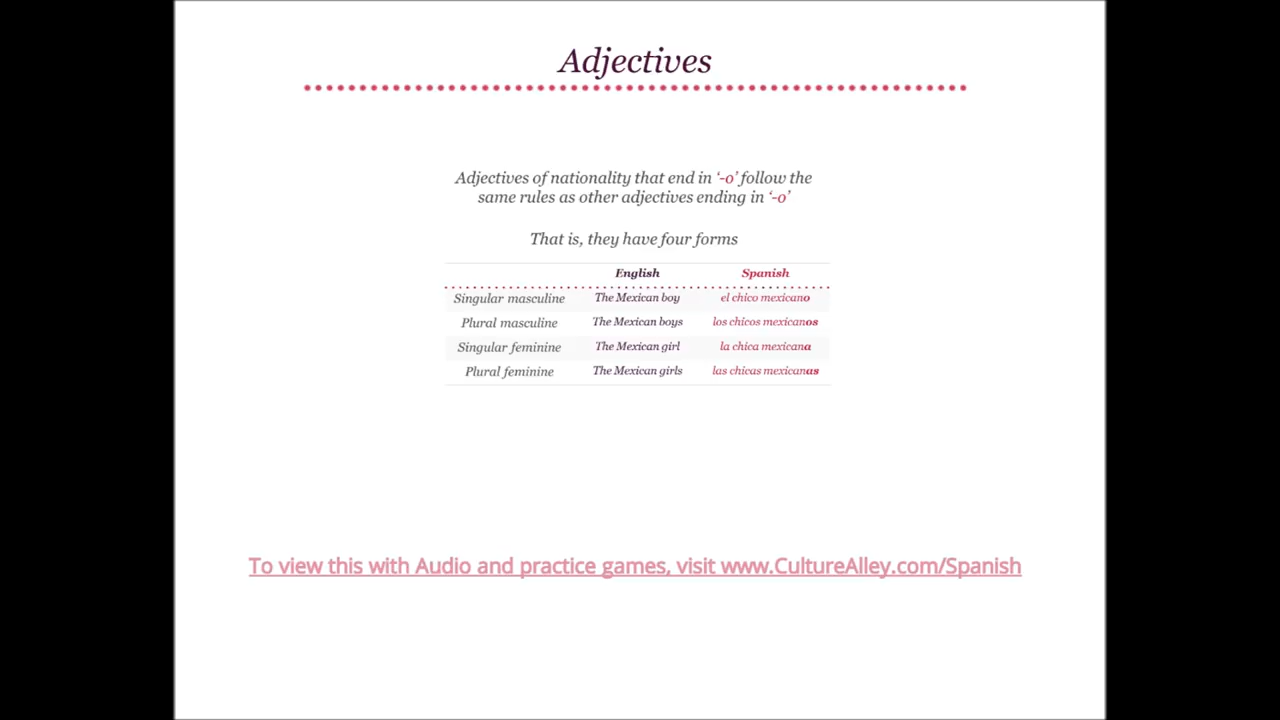 Adjectives
Adjectives of nationality that end in ‘-o’ follow the
same rules as other adjectives ending in ‘-o’
That is, they have four forms
English Spanish
Singular masculine The Mexican boy el chico mexicano
Plural masculine The Mexican boys los chicos mexicanos
Singular feminine The Mexican girl la chica mexicana
Plural feminine The Mexican girls las chicas mexicanas
To view this with Audio and practice games, visit www.CultureAlley.com/Spanish